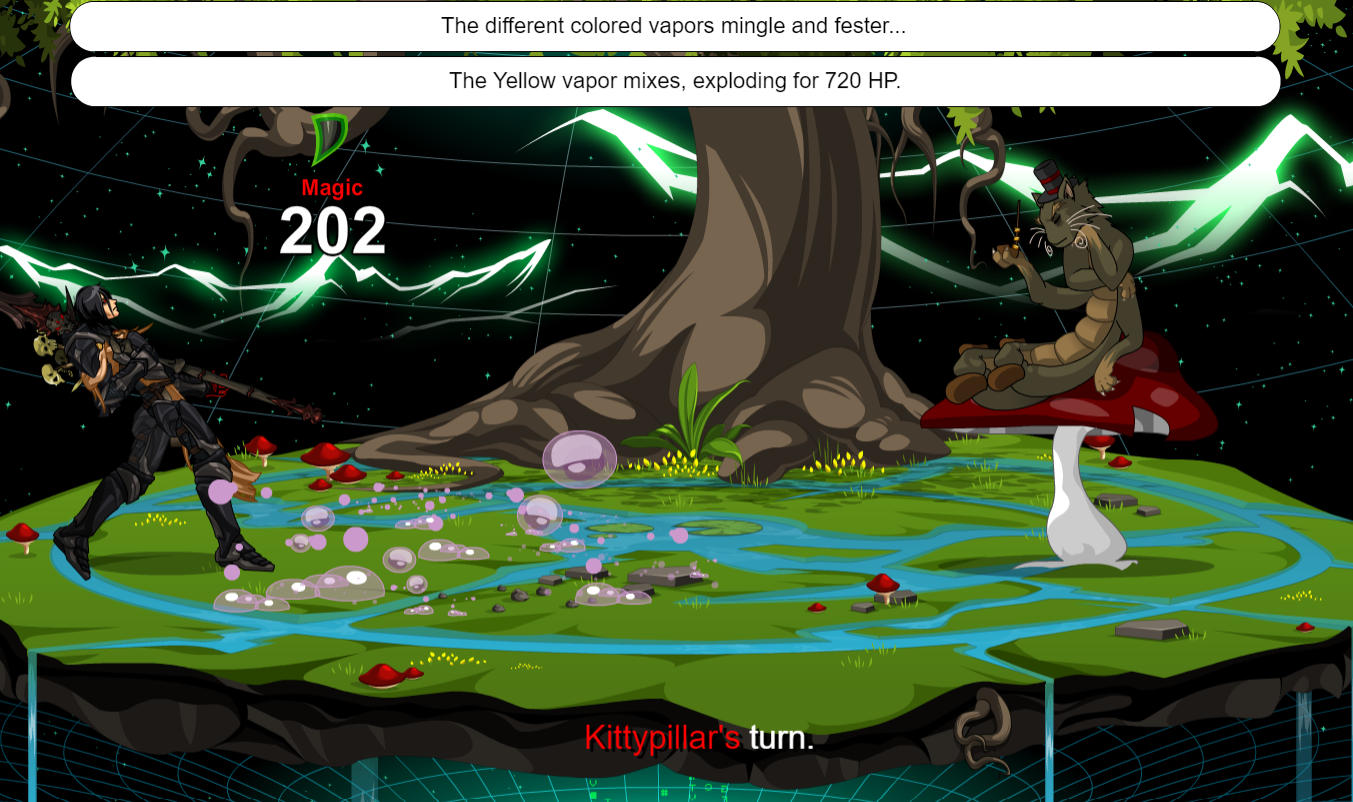 The different colored vapors mingle and fester...
The Yellow vapor mixes, exploding for 720 HP.
Magic
202
Kittypillar's turn.